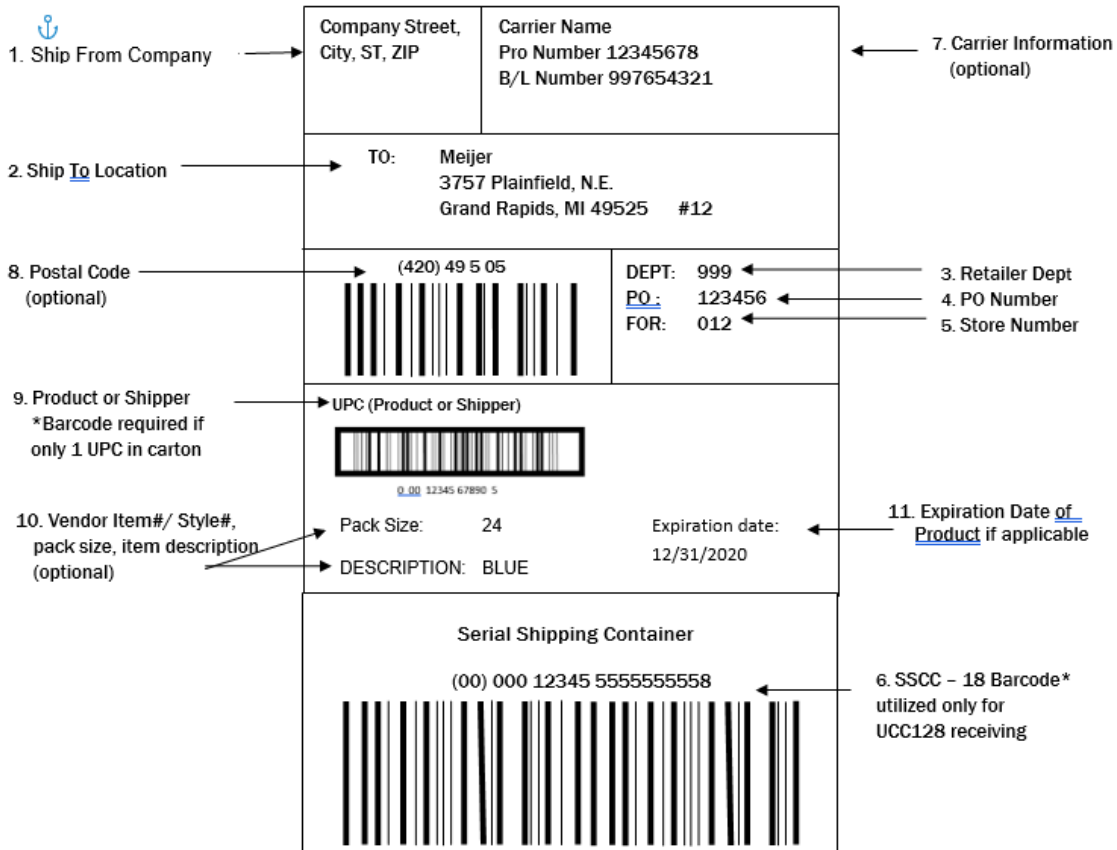 1. Ship From Company
Company Street,
City, ST, ZIP
Carrier Name
Pro Number 12345678
B/L Number 997654321
7. Carrier Information
(optional)
2. Ship To Location
TO: Meijer
3757 Plainfield, N.E.
Grand Rapids, MI 49525 #12
8. Postal Code
(optional)
(420) 49 5 05
DEPT: 999
PO : 123456
FOR: 012
3. Retailer Dept
4. PO Number
5. Store Number
9. Product or Shipper
*Barcode required if
only 1 UPC in carton
UPC (Product or Shipper)
0 00 12345 67890 5
10. Vendor Item#/ Style#,
pack size, item description
(optional)
Pack Size: 24
DESCRIPTION: BLUE
Expiration date:
12/31/2020
11. Expiration Date of
Product if applicable
Serial Shipping Container
(00) 000 12345 5555555558
6. SSCC – 18 Barcode*
utilized only for
UCC128 receiving